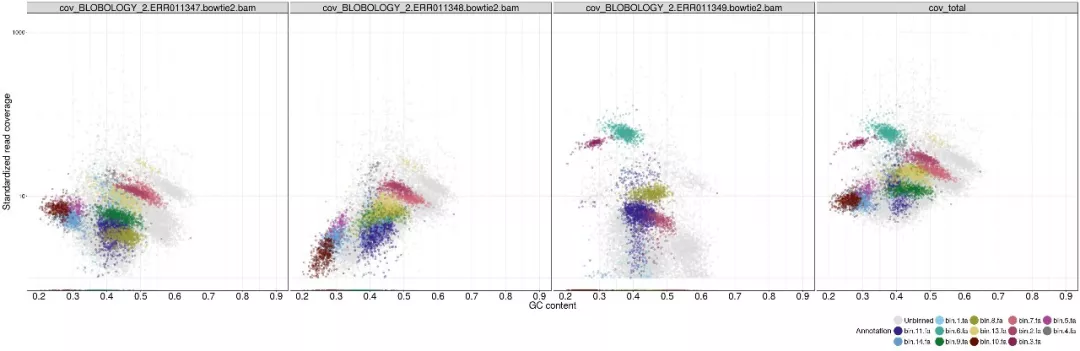 cov_BLOBOLOGY_2.ERR011347.bowtie2.bam cov_BLOBOLOGY_2.ERR011348.bowtie2.bam cov_BLOBOLOGY_2.ERR011349.bowtie2.bam cov_total
1000
Standardized read coverage
10
0.2 0.3 0.4 0.5 0.6 0.7 0.8 0.9 0.2 0.3 0.4 0.5 0.6 0.7 0.8 0.9 0.2 0.3 0.4 0.5 0.6 0.7 0.8 0.9 0.2 0.3 0.4 0.5 0.6 0.7 0.8 0.9
GC content
Unbinned bin.1.fa bin.8.fa bin.7.fa bin.5.fa
Annotation bin.11.fa bin.6.fa bin.13.fa bin.2.fa bin.4.fa
bin.14.fa bin.9.fa bin.10.fa bin.3.fa